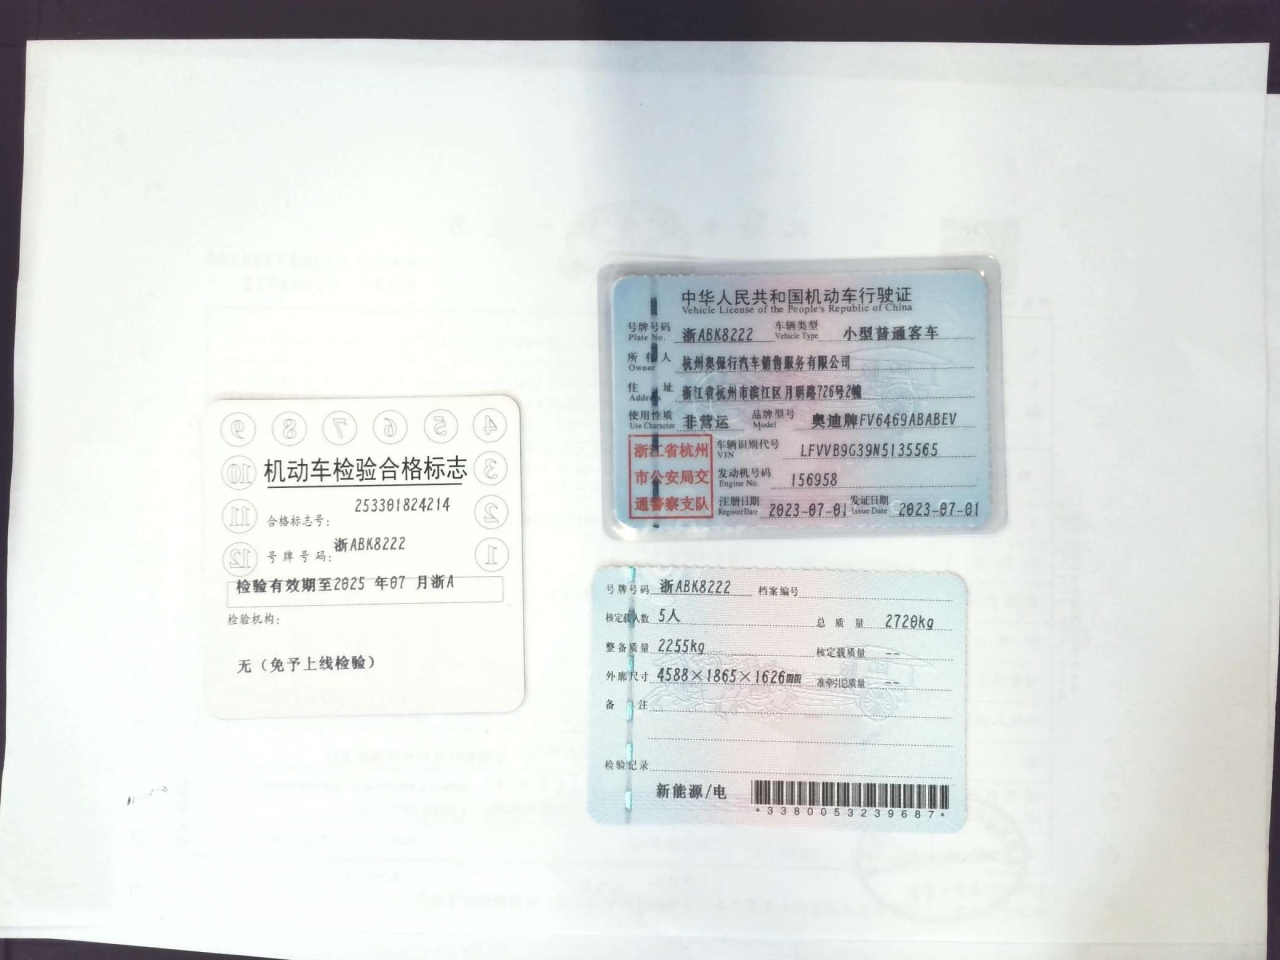 9 8 7 6 5 4
10 机动车检验合格标志 3
11 合格标志号: 253301824214 2
12 号牌号码: 浙ABK8222 1
检验有效期至2025 年07 月浙A
检验机构:
无(免予上线检验)
中华人民共和国机动车行驶证
Vehicle License of the People's Republic of China
号牌号码 浙ABK8222 车辆类型 小型普通客车
Plate No. Vehicle Type
所有人 杭州奥保行汽车销售服务有限公司
Owner
住址 浙江省杭州市滨江区月明路726号2幢
Address
使用性质 非营运 品牌型号 奥迪牌FV6469ABABEV
Use Character Model
浙江省杭州
市公安局交
通警察支队
车辆识别代号 LFVVB9G39N5135565
VIN
发动机号码 156958
Engine No.
注册日期 2023-07-01 发证日期 2023-07-01
Register Date Issue Date
号牌号码 浙ABK8222 档案编号
核定载人数 5人 总质量 2720kg
整备质量 2255kg 核定载质量 --
外廓尺寸 4588×1865×1626mm 准牵引总质量 --
备注
检验记录
新能源/电
*3380053239687*